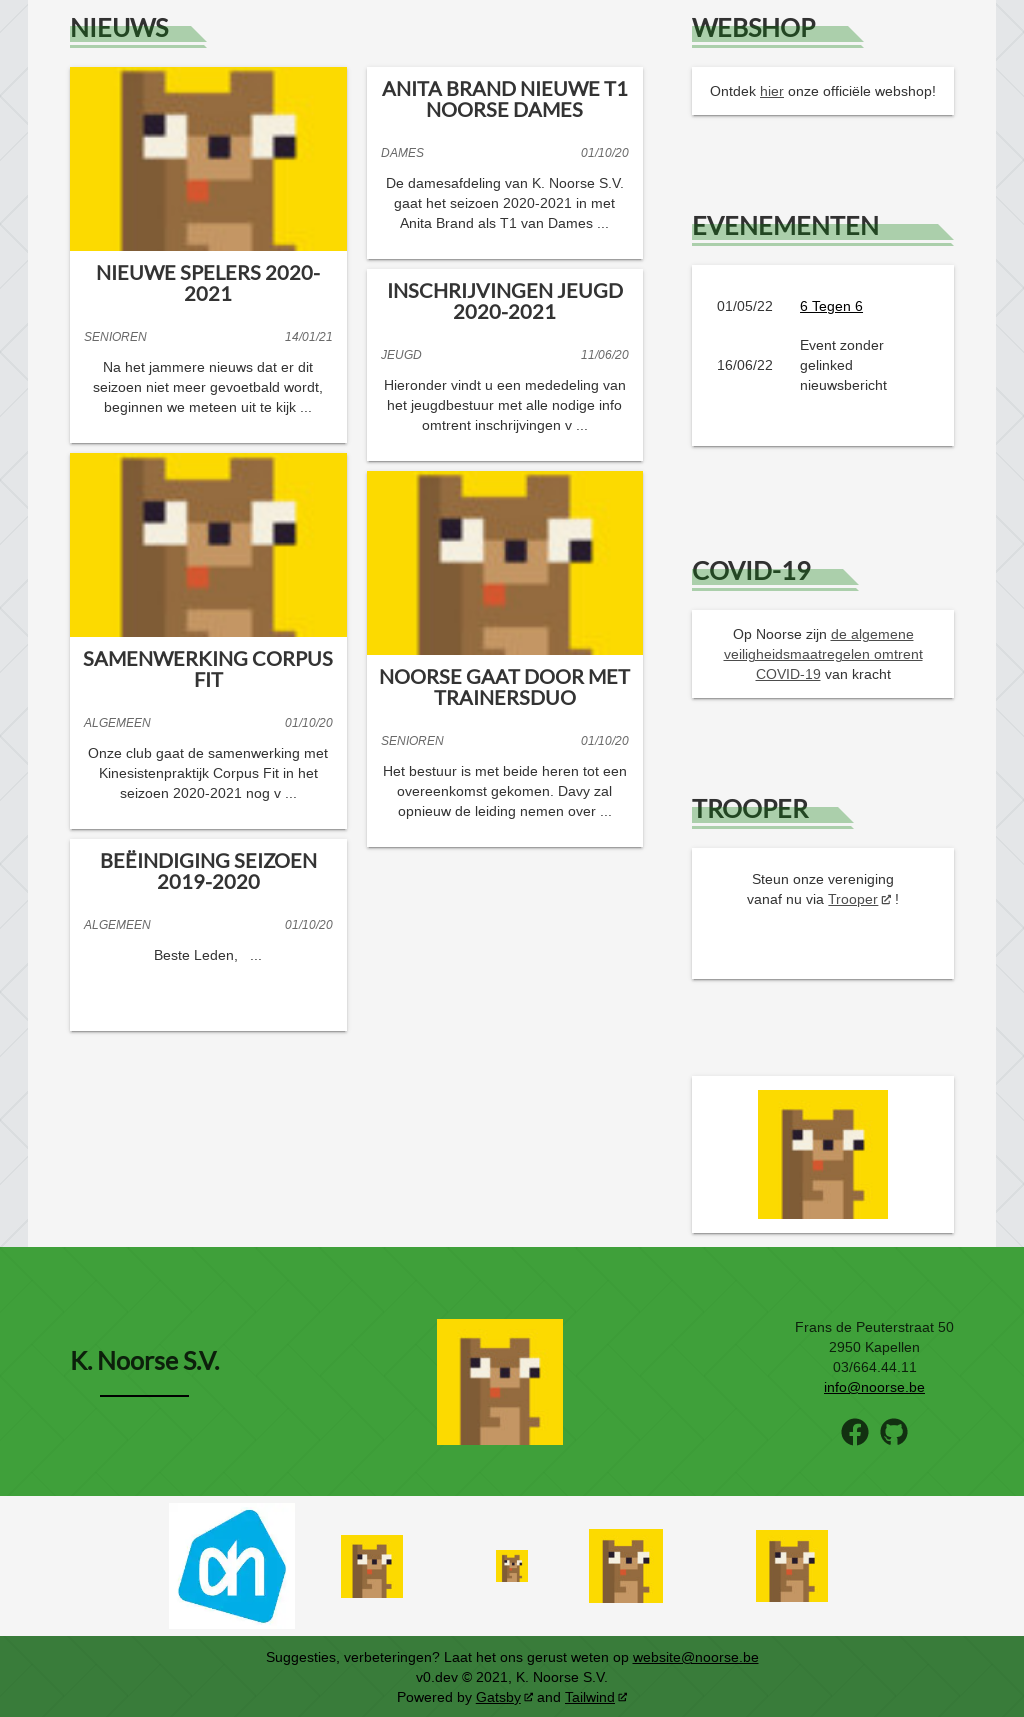 NIEUWS
NIEUWE SPELERS 2020-
2021
SENIOREN 14/01/21
Na het jammere nieuws dat er dit
seizoen niet meer gevoetbald wordt,
beginnen we meteen uit te kijk ...
SAMENWERKING CORPUS
FIT
ALGEMEEN 01/10/20
Onze club gaat de samenwerking met
Kinesistenpraktijk Corpus Fit in het
seizoen 2020-2021 nog v ...
BEËINDIGING SEIZOEN
2019-2020
ALGEMEEN 01/10/20
Beste Leden, ...
ANITA BRAND NIEUWE T1
NOORSE DAMES
DAMES 01/10/20
De damesafdeling van K. Noorse S.V.
gaat het seizoen 2020-2021 in met
Anita Brand als T1 van Dames ...
INSCHRIJVINGEN JEUGD
2020-2021
JEUGD 11/06/20
Hieronder vindt u een mededeling van
het jeugdbestuur met alle nodige info
omtrent inschrijvingen v ...
NOORSE GAAT DOOR MET
TRAINERSDUO
SENIOREN 01/10/20
Het bestuur is met beide heren tot een
overeenkomst gekomen. Davy zal
opnieuw de leiding nemen over ...
WEBSHOP
Ontdek hier onze officiële webshop!
EVENEMENTEN
01/05/22 6 Tegen 6
16/06/22 Event zonder
gelinked
nieuwsbericht
COVID-19
Op Noorse zijn de algemene
veiligheidsmaatregelen omtrent
COVID-19 van kracht
TROOPER
Steun onze vereniging
vanaf nu via Trooper !
K. Noorse S.V.
Frans de Peuterstraat 50
2950 Kapellen
03/664.44.11
info@noorse.be
Suggesties, verbeteringen? Laat het ons gerust weten op website@noorse.be
v0.dev © 2021, K. Noorse S.V.
Powered by Gatsby and Tailwind